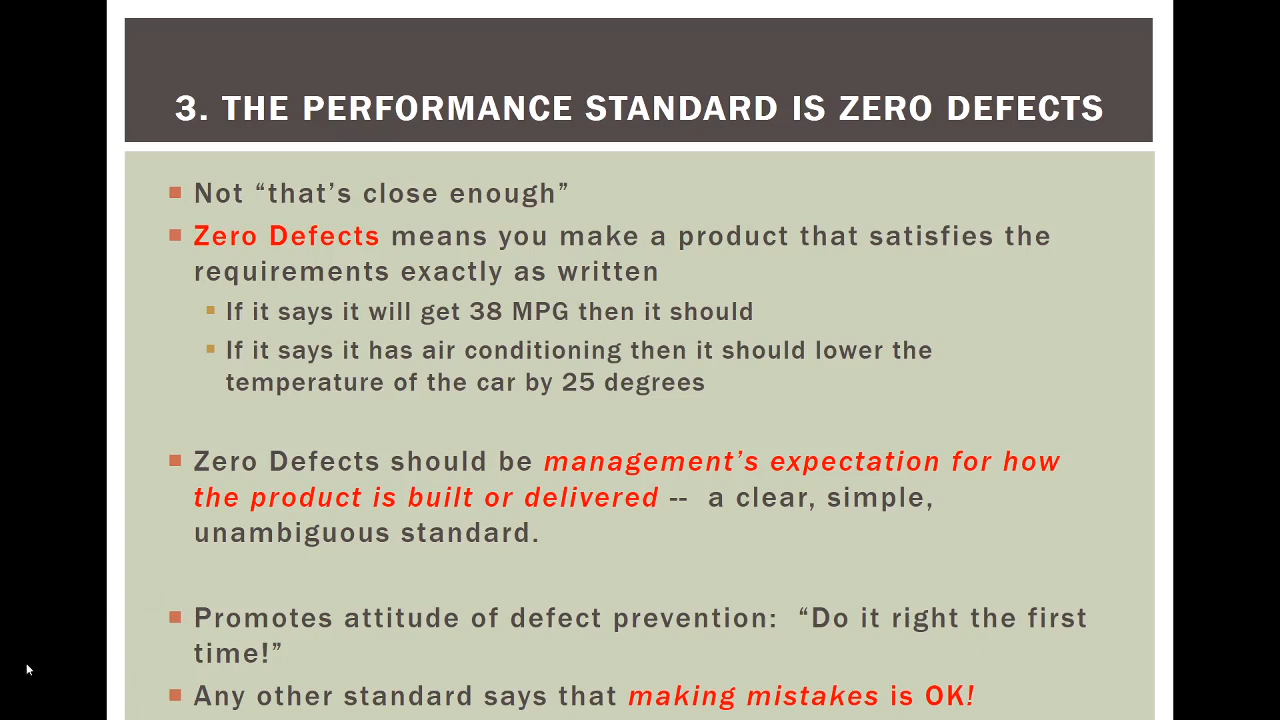 3. THE PERFORMANCE STANDARD IS ZERO DEFECTS
Not “that’s close enough”
Zero Defects means you make a product that satisfies the
requirements exactly as written
If it says it will get 38 MPG then it should
If it says it has air conditioning then it should lower the
temperature of the car by 25 degrees
Zero Defects should be management’s expectation for how
the product is built or delivered -- a clear, simple,
unambiguous standard.
Promotes attitude of defect prevention: “Do it right the first
time!”
Any other standard says that making mistakes is OK!